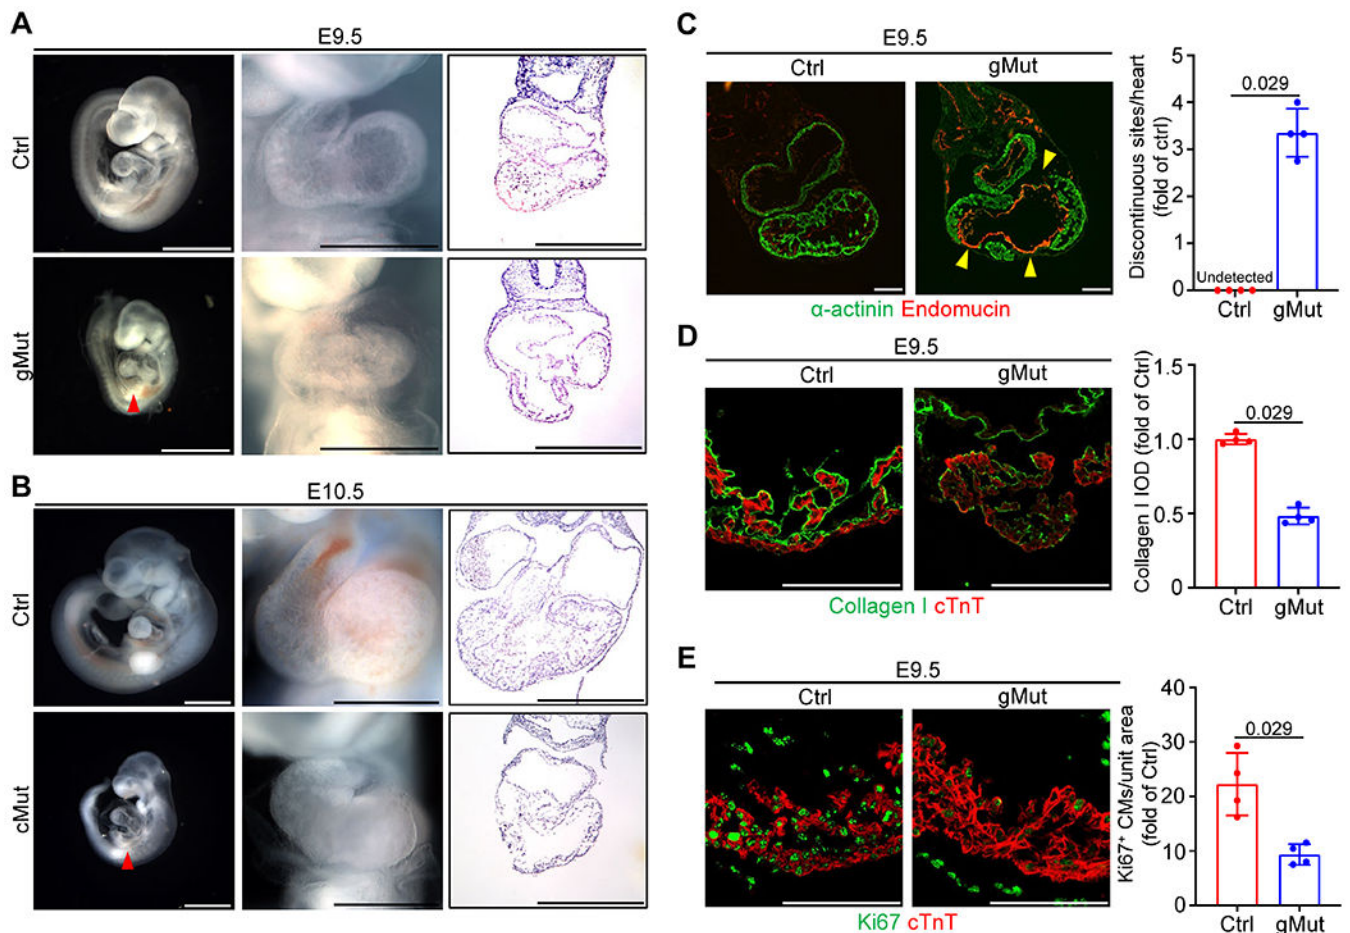 A
E9.5
Ctrl
gMut
B
E10.5
Ctrl
cMut
C
E9.5
Ctrl
gMut
α-actinin Endomucin
Discontinuous sites/heart
(fold of ctrl)
5
4
3
2
1
0
0.029
Undetected
Ctrl
gMut
D
E9.5
Ctrl
gMut
Collagen I cTnT
Collagen I IOD (fold of Ctrl)
1.5
1.0
0.5
0
0.029
Ctrl
gMut
E
E9.5
Ctrl
gMut
Ki67 cTnT
Ki67⁺ CMs/unit area
(fold of Ctrl)
40
30
20
10
0
0.029
Ctrl
gMut